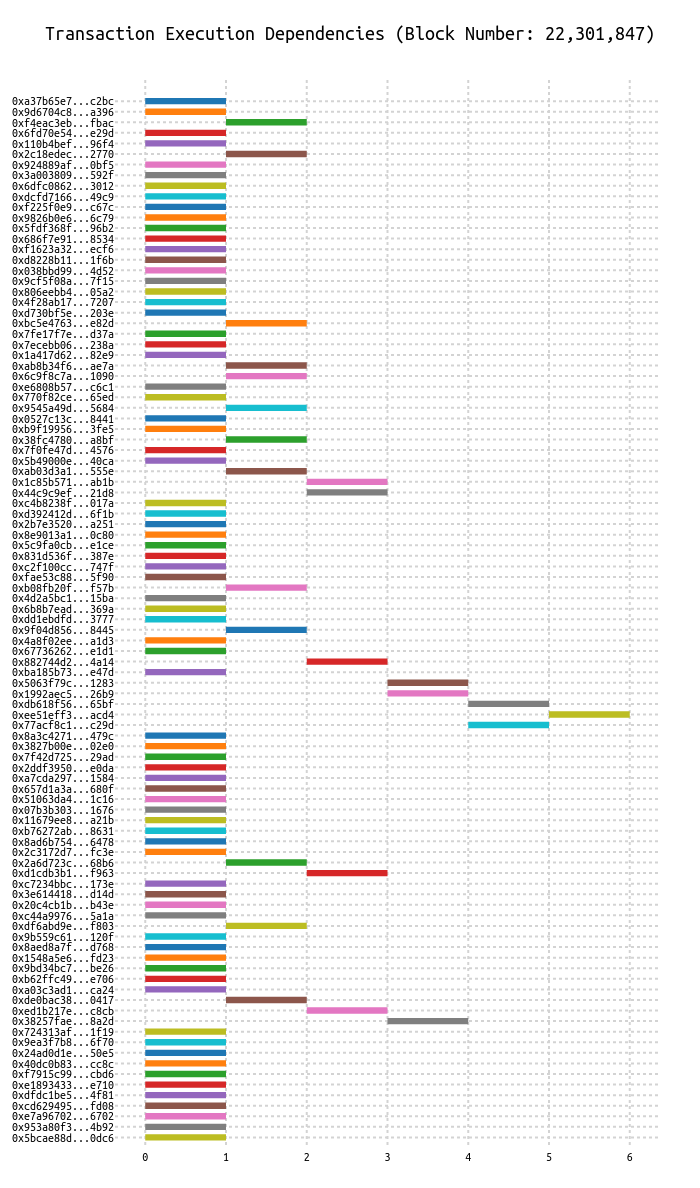 Transaction Execution Dependencies (Block Number: 22,301,847)
0xa37b65e7...c2bc
0x9d6704c8...a396
0xf4eac3eb...fbac
0x6fd70e54...e29d
0x110b4bef...96f4
0x2c18edec...2770
0x924889af...0bf5
0x3a003809...592f
0x6dfc0862...3012
0xdcfd7166...49c9
0xf225f0e9...c67c
0x9826b0e6...6c79
0x5fdf368f...96b2
0x686f7e91...8534
0xf1623a32...ecf6
0xd8228b11...1f6b
0x038bbd99...4d52
0x9cf5f08a...7f15
0x806eebb4...05a2
0x4f28ab17...7207
0xd730bf5e...203e
0xbc5e4763...e82d
0x7fe17f7e...d37a
0x7ecebb06...238a
0x1a417d62...82e9
0xab8b34f6...ae7a
0x6c9f8c7a...1090
0xe6808b57...c6c1
0x770f82ce...65ed
0x9545a49d...5684
0x0527c13c...8441
0xb9f19956...3fe5
0x38fc4780...a8bf
0x7f0fe47d...4576
0x5b49000e...40ca
0xab03d3a1...555e
0x1c85b571...ab1b
0x44c9c9ef...21d8
0xc4b8238f...017a
0xd392412d...6f1b
0x2b7e3520...a251
0x8e9013a1...0c80
0x5c9fa0cb...e1ce
0x831d536f...387e
0xc2f100cc...747f
0xfae53c88...5f90
0xb08fb20f...f57b
0x4d2a5bc1...15ba
0x6b8b7ead...369a
0xdd1ebdfd...3777
0x9f04d856...8445
0x4a8f02ee...a1d3
0x67736262...e1d1
0x882744d2...4a14
0xba185b73...e47d
0x5063f79c...1283
0x1992aec5...26b9
0xdb618f56...65bf
0xee51eff3...acd4
0x77acf8c1...c29d
0x8a3c4271...479c
0x3827b00e...02e0
0x7f42d725...29ad
0x2ddf3950...e0da
0xa7cda297...1584
0x657d1a3a...680f
0x51063da4...1c16
0x07b3b303...1676
0x11679ee8...a21b
0xb76272ab...8631
0x8ad6b754...6478
0x2c3172d7...fc3e
0x2a6d723c...68b6
0xd1cdb3b1...f963
0xc7234bbc...173e
0x3e614418...d14d
0x20c4cb1b...b43e
0xc44a9976...5a1a
0xdf6abd9e...f803
0x9b559c61...120f
0x8aed8a7f...d768
0x1548a5e6...fd23
0x9bd34bc7...be26
0xb62ffc49...e706
0xa03c3ad1...ca24
0xde0bac38...0417
0xed1b217e...c8cb
0x38257fae...8a2d
0x724313af...1f19
0x9ea3f7b8...6f70
0x24ad0d1e...50e5
0x40dc0b83...cc8c
0xf7915c99...cbd6
0xe1893433...e710
0xdfdc1be5...4f81
0xcd629495...fd08
0xe7a96702...6702
0x953a80f3...4b92
0x5bcae88d...0dc6
0 1 2 3 4 5 6